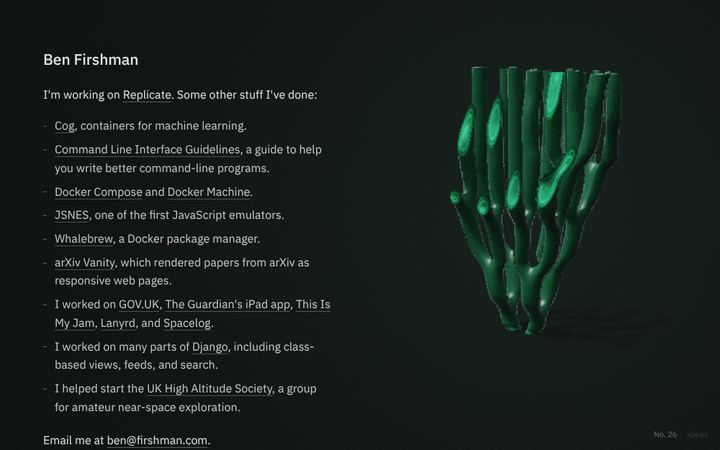 Ben Firshman
I'm working on Replicate. Some other stuff I've done:
- Cog, containers for machine learning.
- Command Line Interface Guidelines, a guide to help
you write better command-line programs.
- Docker Compose and Docker Machine.
- JSNES, one of the first JavaScript emulators.
- Whalebrew, a Docker package manager.
- arXiv Vanity, which rendered papers from arXiv as
responsive web pages.
- I worked on GOV.UK, The Guardian's iPad app, This Is
My Jam, Lanyrd, and Spacelog.
- I worked on many parts of Django, including class-
based views, feeds, and search.
- I helped start the UK High Altitude Society, a group
for amateur near-space exploration.
Email me at ben@firshman.com.
No. 26 ideas